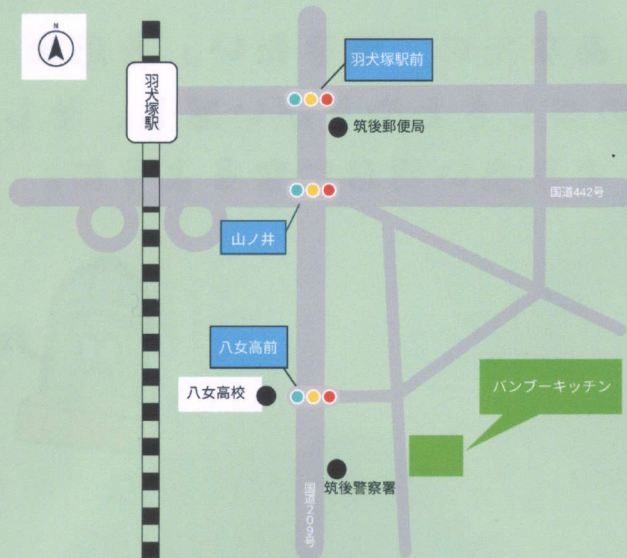 N
羽犬塚駅
羽犬塚駅前
筑後郵便局
国道442号
山ノ井
八女高前
八女高校
バンブーキッチン
筑後警察署
国道209号